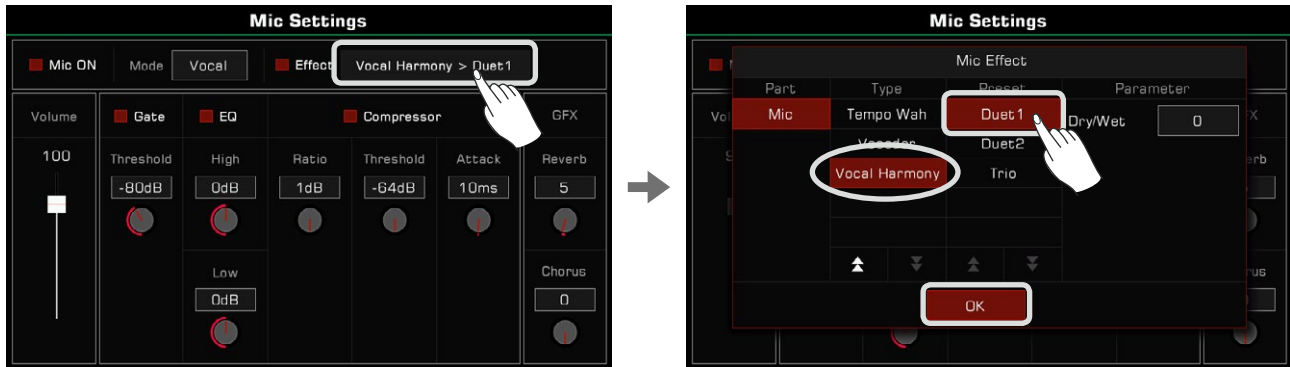 Mic Settings
Mic ON Mode Vocal Effect Vocal Harmony > Duet1
Volume Gate EQ Compressor GFX
100 Threshold High Ratio Threshold Attack Reverb
-80dB 0dB 1dB -64dB 10ms 5
Low Chorus
0dB 0
Mic Settings
Mic Effect
Part Type Preset Parameter
Mic Tempo Wah Duet1 Dry/Wet 0
Vocoder Duet2
Vocal Harmony Trio
OK